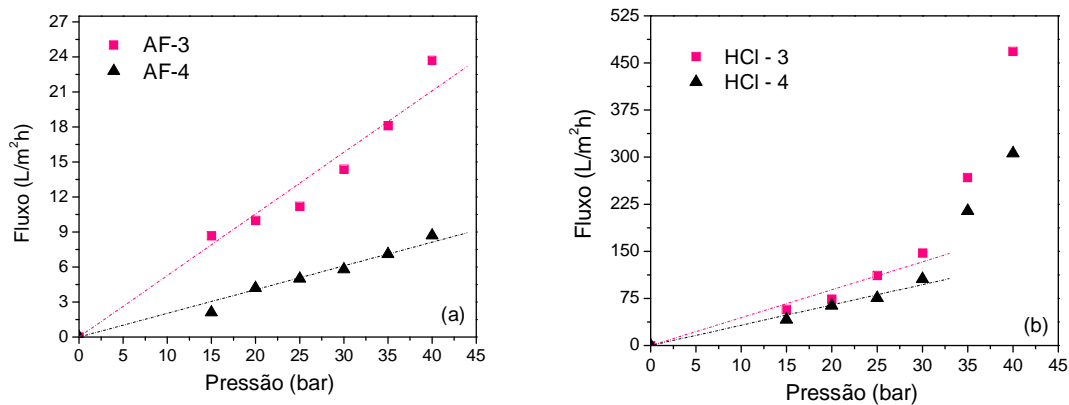 27
24
21
18
15
12
9
6
3
0
Fluxo (L/m²h)
AF-3
AF-4
(a)
0 5 10 15 20 25 30 35 40 45
Pressão (bar)
525
450
375
300
225
150
75
0
Fluxo (L/m²h)
HCl - 3
HCl - 4
(b)
0 5 10 15 20 25 30 35 40 45
Pressão (bar)